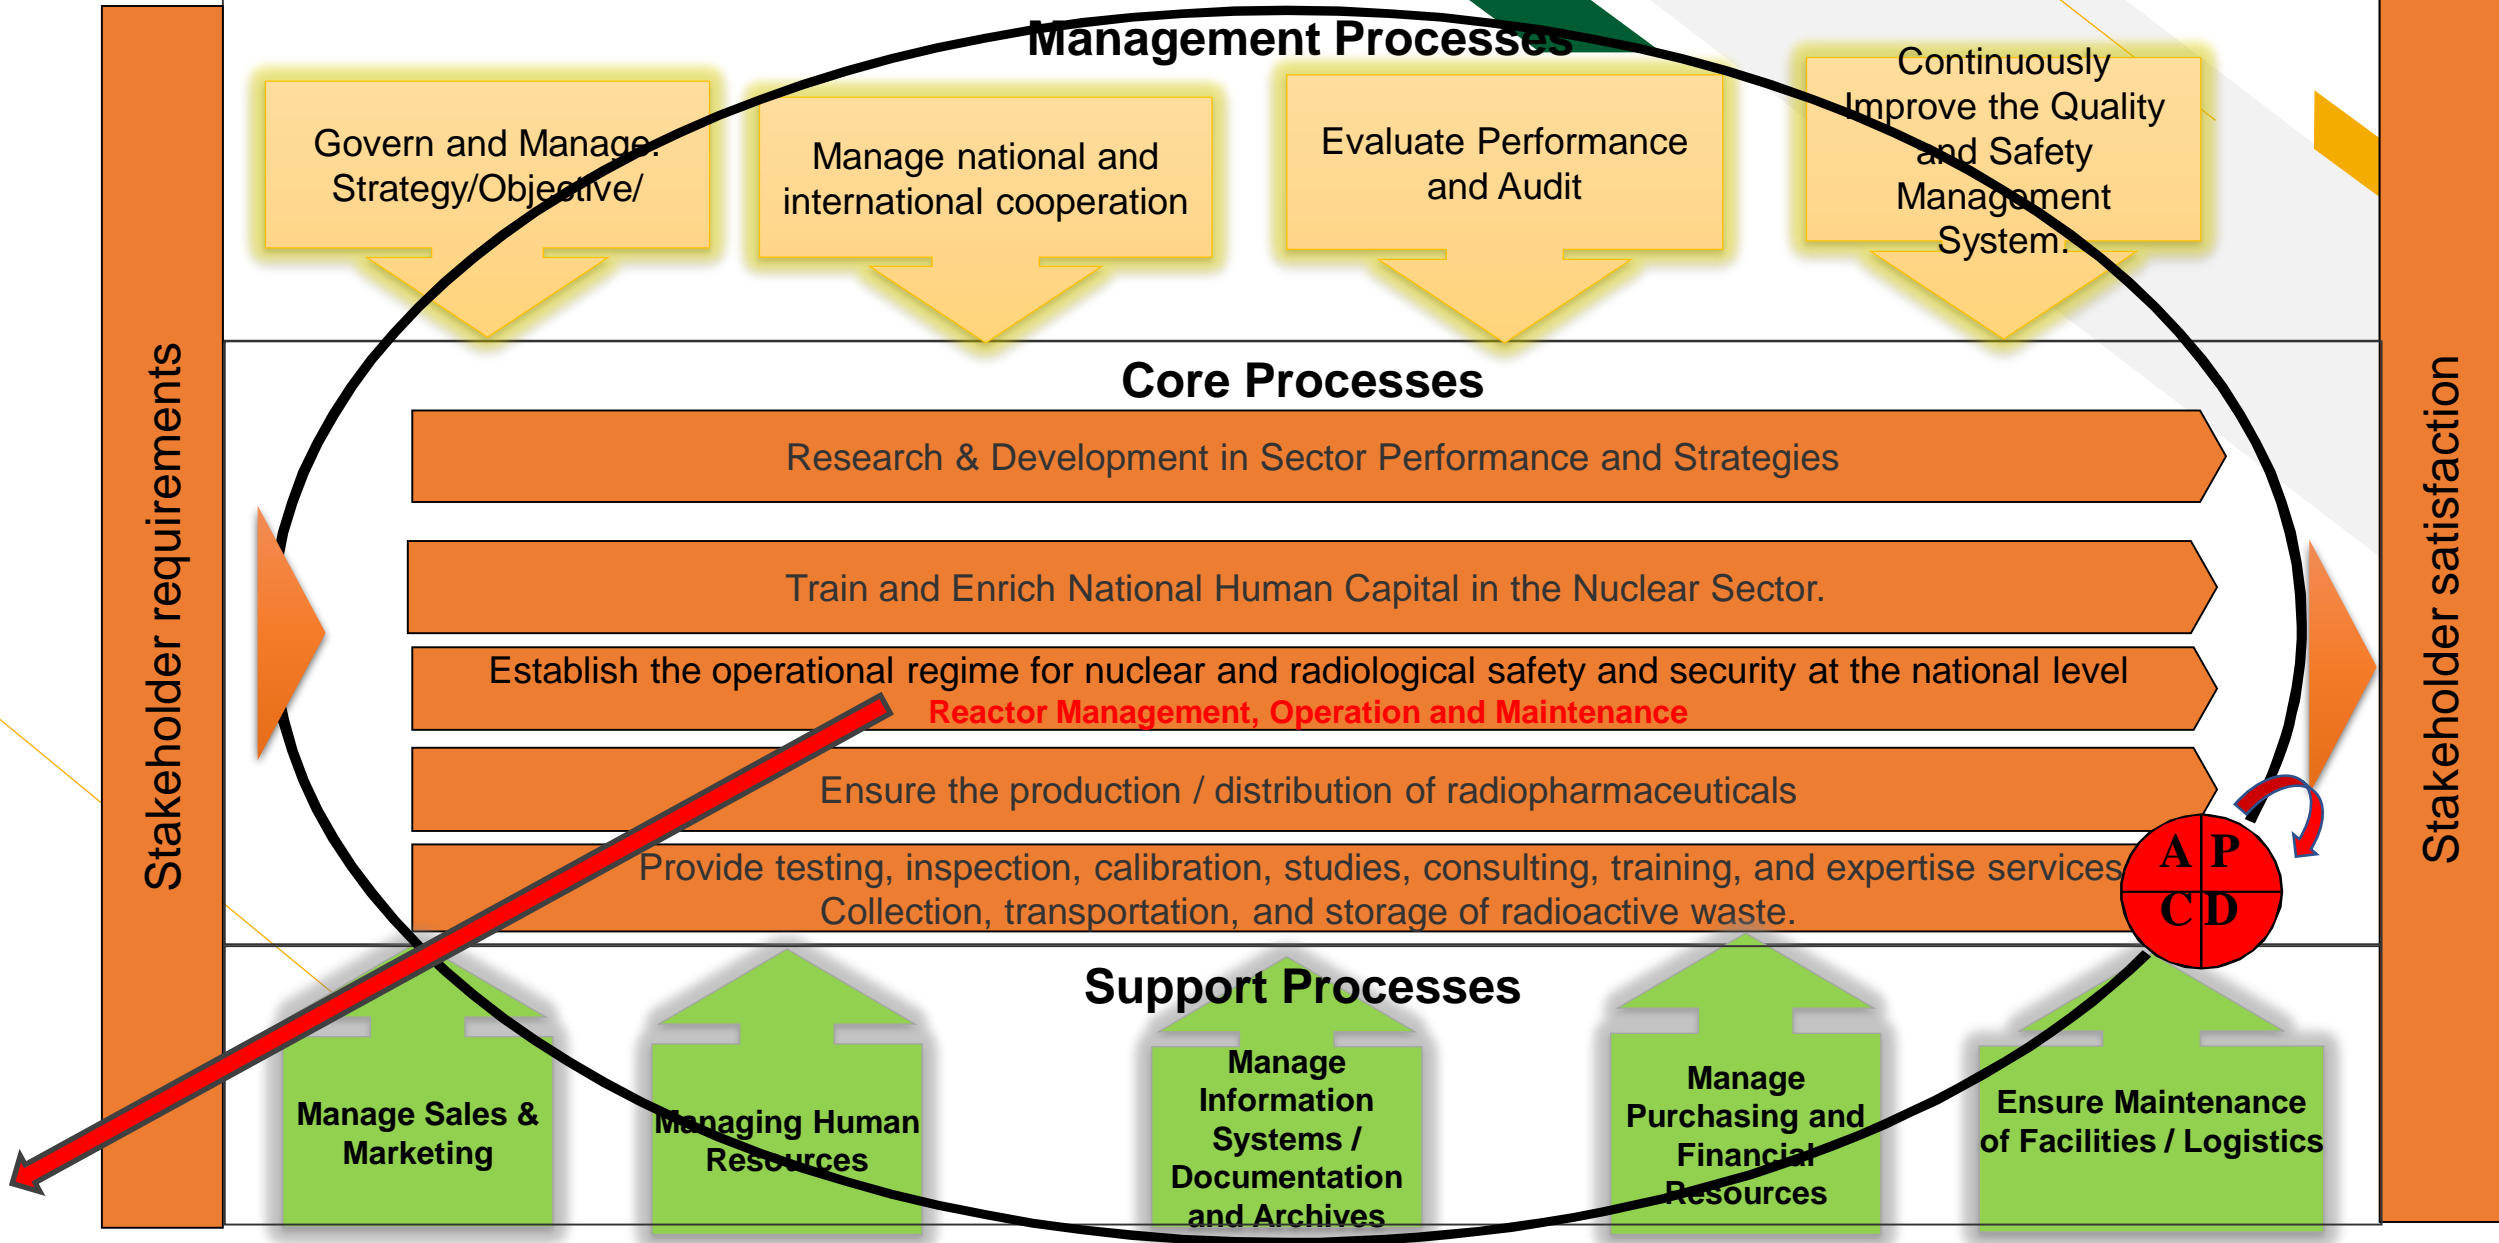 Management Processes
Govern and Manage.
Strategy/Objective/
Manage national and
international cooperation
Evaluate Performance
and Audit
Continuously
Improve the Quality
and Safety
Management
System.
Stakeholder requirements
Core Processes
Research & Development in Sector Performance and Strategies
Train and Enrich National Human Capital in the Nuclear Sector.
Establish the operational regime for nuclear and radiological safety and security at the national level
Reactor Management, Operation and Maintenance
Ensure the production / distribution of radiopharmaceuticals
Provide testing, inspection, calibration, studies, consulting, training, and expertise services
Collection, transportation, and storage of radioactive waste.
A P
C D
Stakeholder satisfaction
Support Processes
Manage Sales &
Marketing
Managing Human
Resources
Manage
Information
Systems /
Documentation
and Archives
Manage
Purchasing and
Financial
Resources
Ensure Maintenance
of Facilities / Logistics